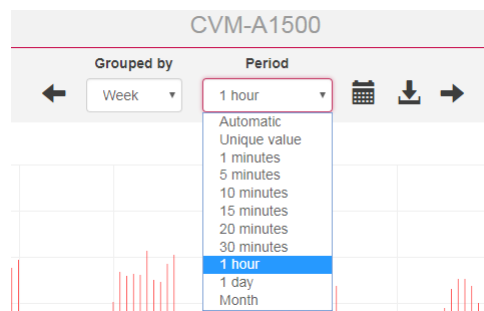 CVM-A1500
Grouped by Period
Week 1 hour
Automatic
Unique value
1 minutes
5 minutes
10 minutes
15 minutes
20 minutes
30 minutes
1 hour
1 day
Month